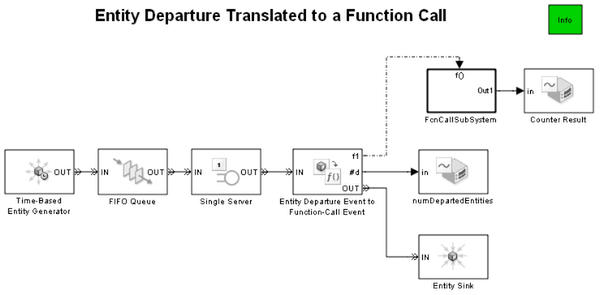 Entity Departure Translated to a Function Call
Info
f()
Out1
FcnCallSubSystem
in
Counter Result
OUT
Time-Based
Entity Generator
IN
OUT
FIFO Queue
IN
1
OUT
Single Server
IN
f()
f1
#d
OUT
Entity Departure Event to
Function-Call Event
in
numDepartedEntities
IN
Entity Sink